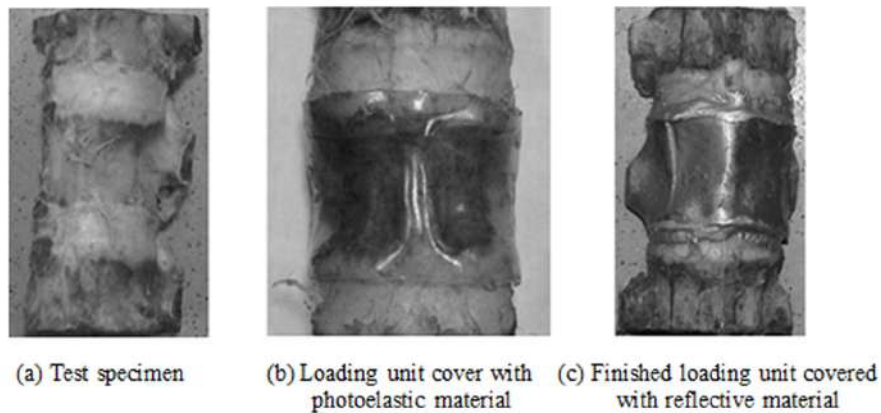 (a) Test specimen
(b) Loading unit cover with
photoelastic material
(c) Finished loading unit covered
with reflective material